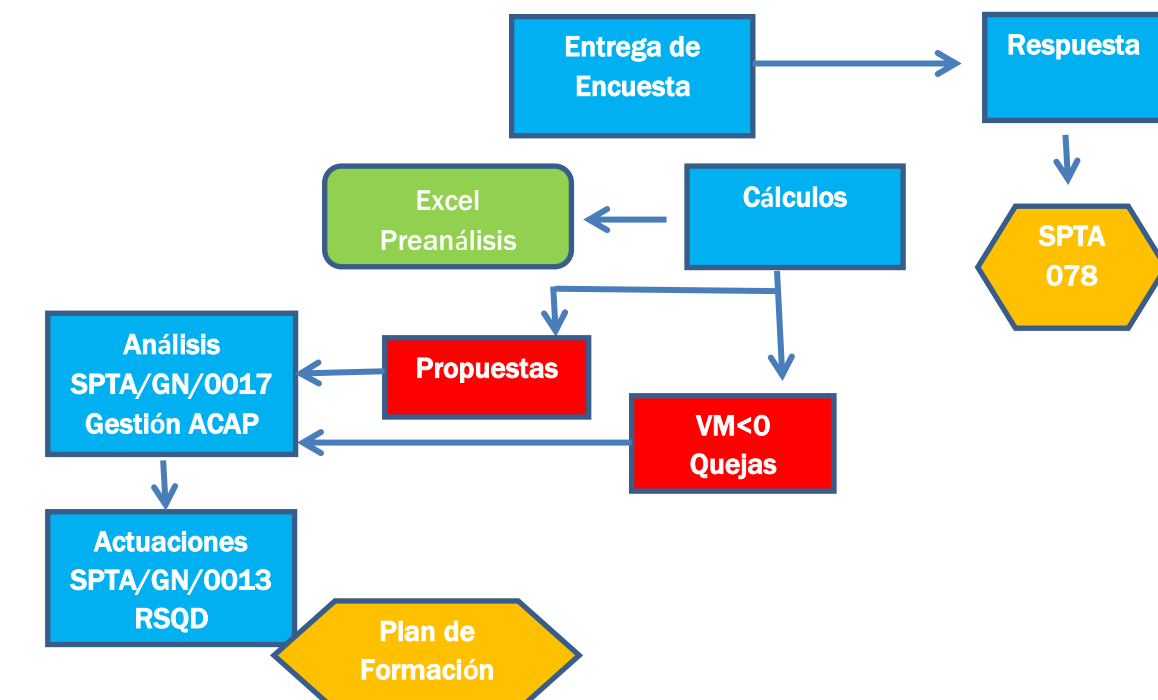 Entrega de
Encuesta
Respuesta
Excel
Preanálisis
Cálculos
SPTA
078
Análisis
SPTA/GN/0017
Gestión ACAP
Propuestas
VM<0
Quejas
Actuaciones
SPTA/GN/0013
RSQD
Plan de
Formación